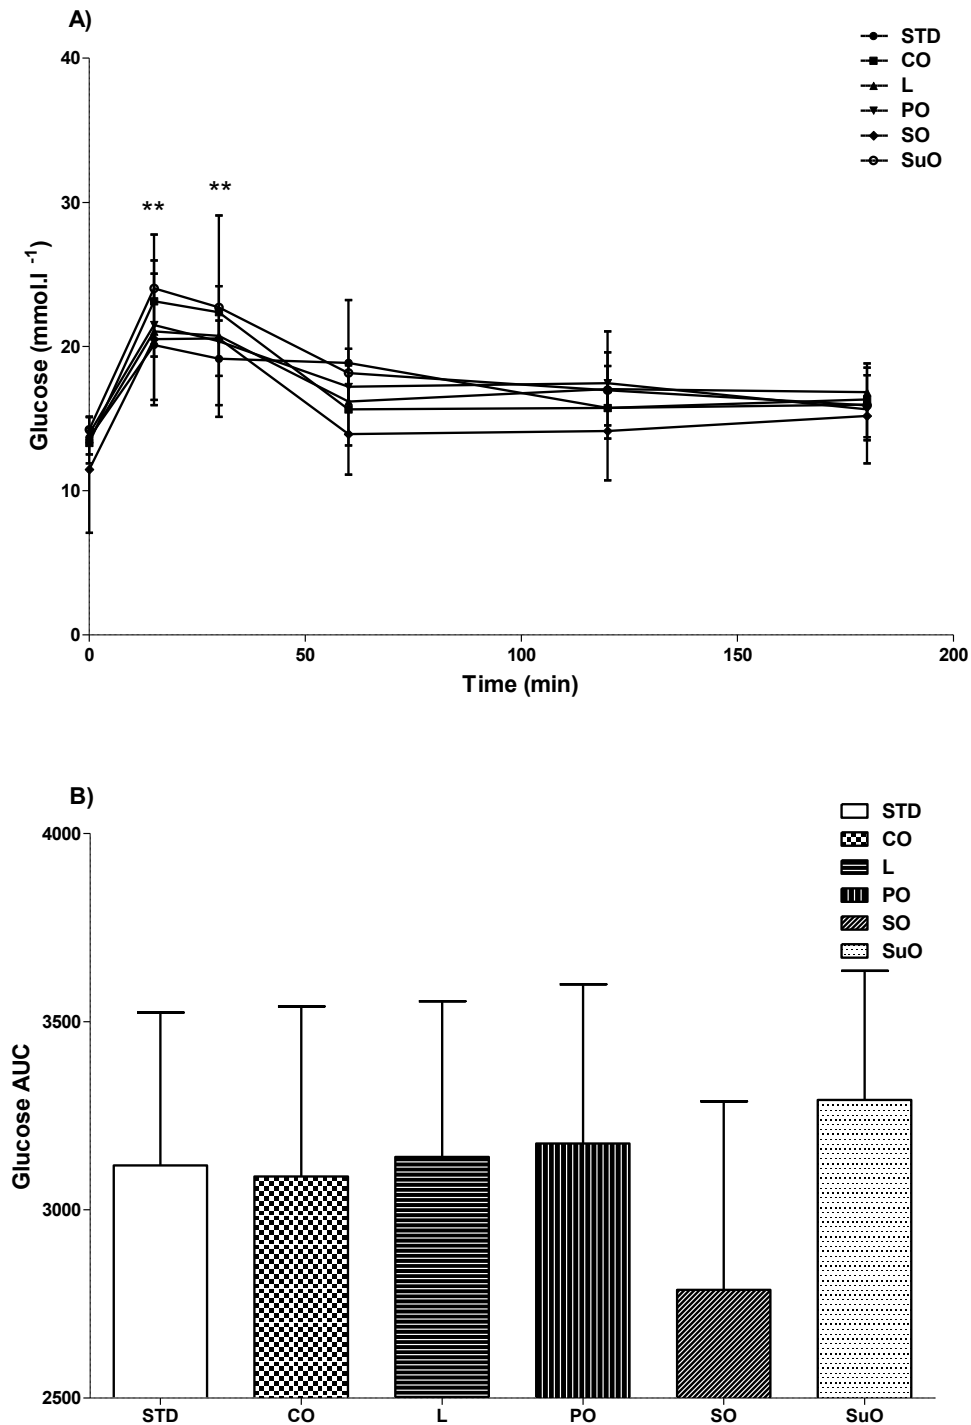 A)
STD
CO
L
PO
SO
SuO
40
30
20
10
0
** **
Glucose (mmol.l -1)
0 50 100 150 200
Time (min)
B)
STD
CO
L
PO
SO
SuO
4000
3500
3000
2500
Glucose AUC
STD CO L PO SO SuO